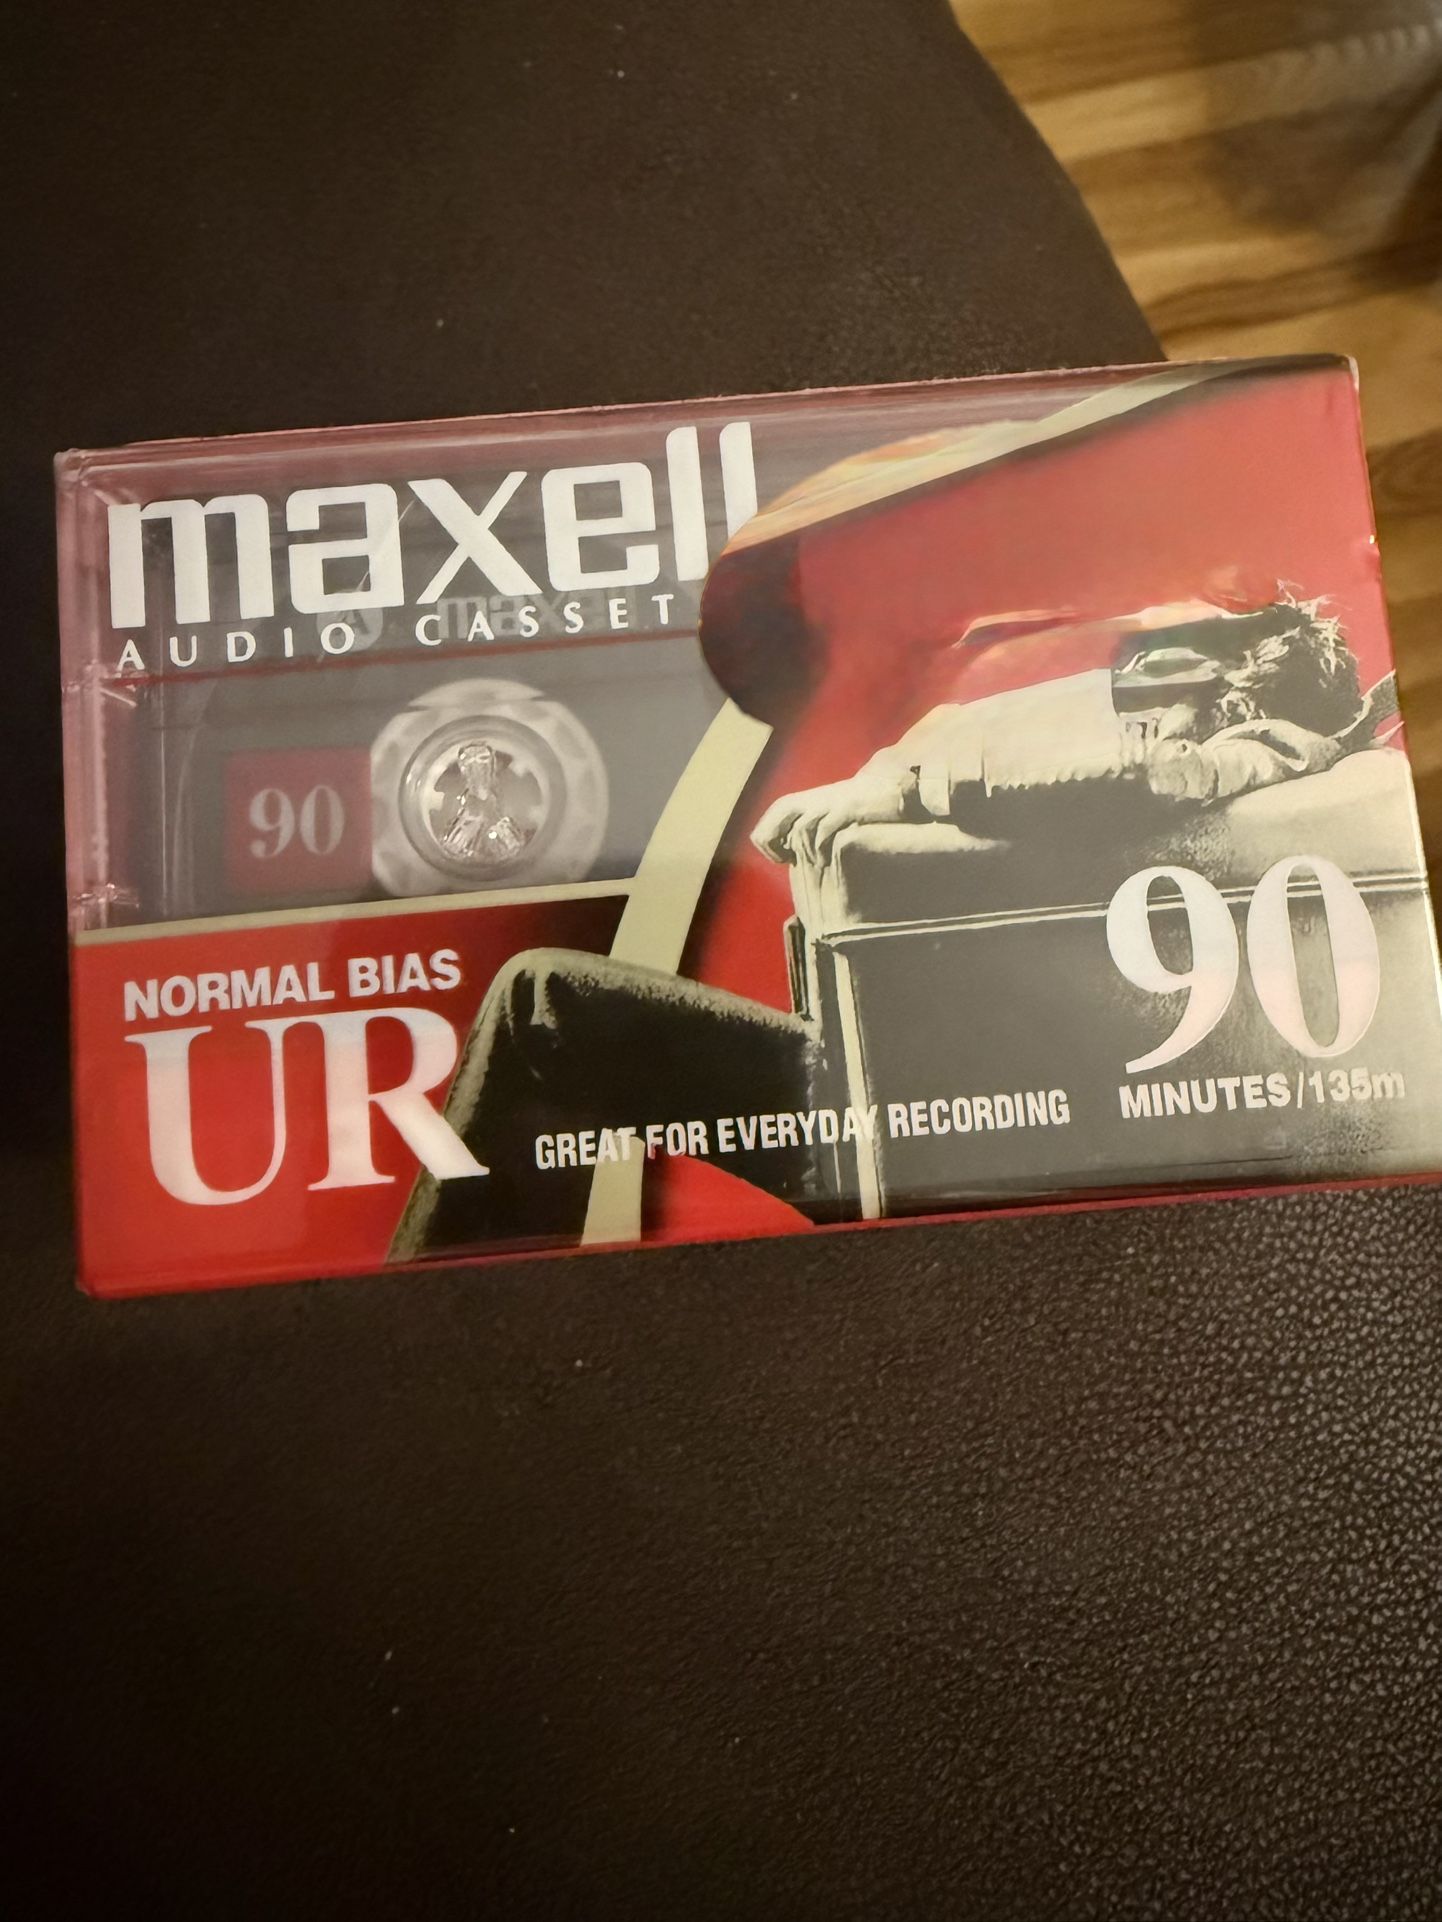 maxell
AUDIO CASSET
maxell
90
NORMAL BIAS
UR
GREAT FOR EVERYDAY RECORDING
90
MINUTES/135m